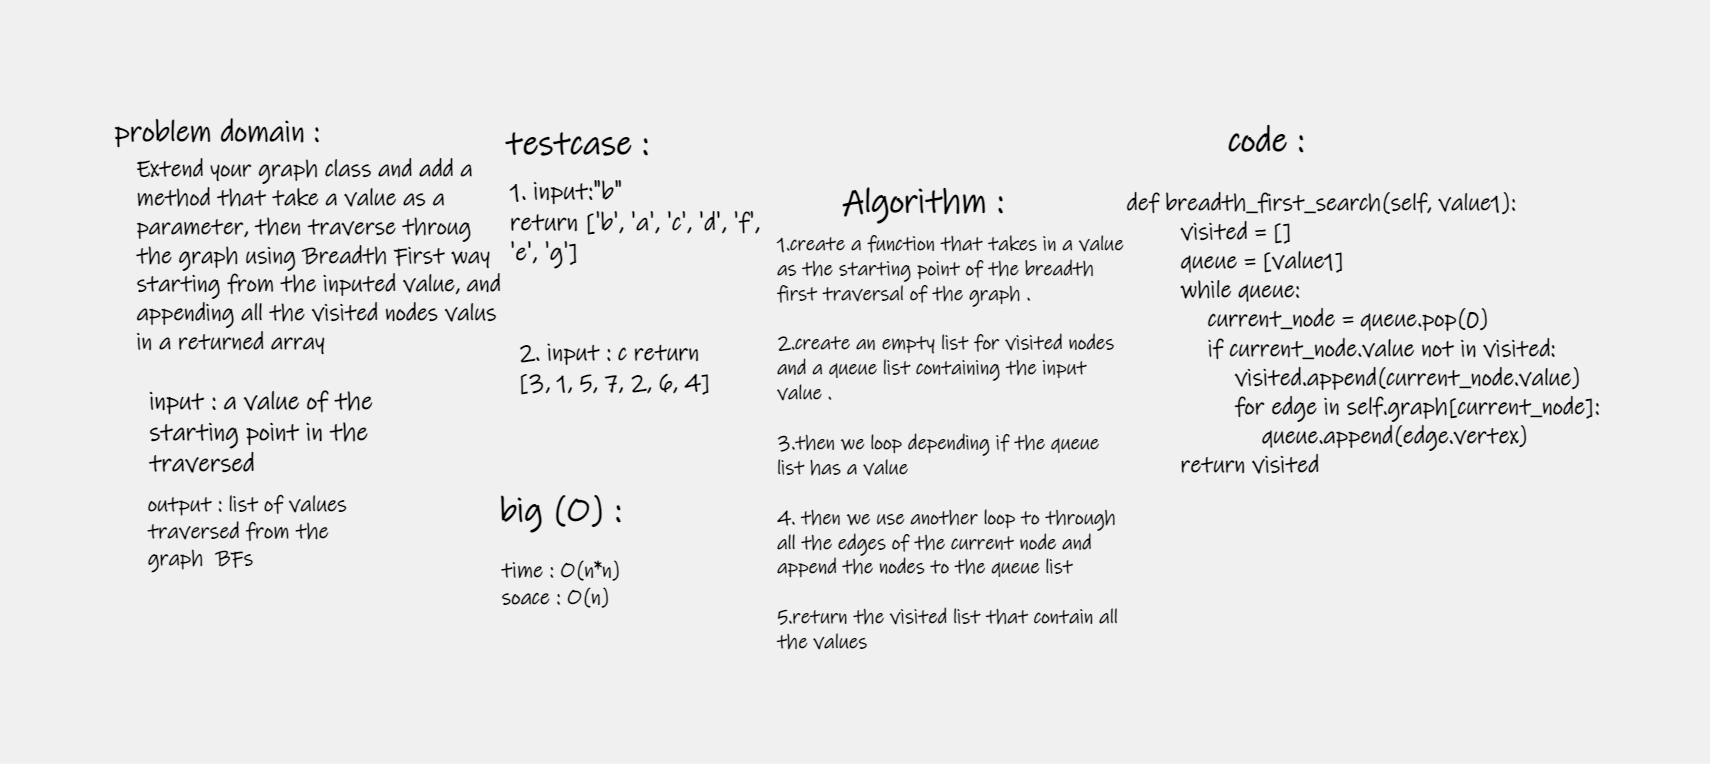 problem domain :
Extend your graph class and add a
method that take a value as a
parameter, then traverse throug
the graph using Breadth First way
starting from the inputed value, and
appending all the visited nodes valus
in a returned array
input : a value of the
starting point in the
traversed
output : list of values
traversed from the
graph BFs
testcase :
1. input:"b"
return ['b', 'a', 'c', 'd', 'f',
'e', 'g']
2. input : c return
[3, 1, 5, 7, 2, 6, 4]
big (O) :
time : O(n*n)
soace : O(n)
Algorithm :
1.create a function that takes in a value
as the starting point of the breadth
first traversal of the graph .
2.create an empty list for visited nodes
and a queue list containing the input
value .
3.then we loop depending if the queue
list has a value
4. then we use another loop to through
all the edges of the current node and
append the nodes to the queue list
5.return the visited list that contain all
the values
code :
def breadth_first_search(self, value1):
visited = []
queue = [value1]
while queue:
current_node = queue.pop(0)
if current_node.value not in visited:
visited.append(current_node.value)
for edge in self.graph[current_node]:
queue.append(edge.vertex)
return visited